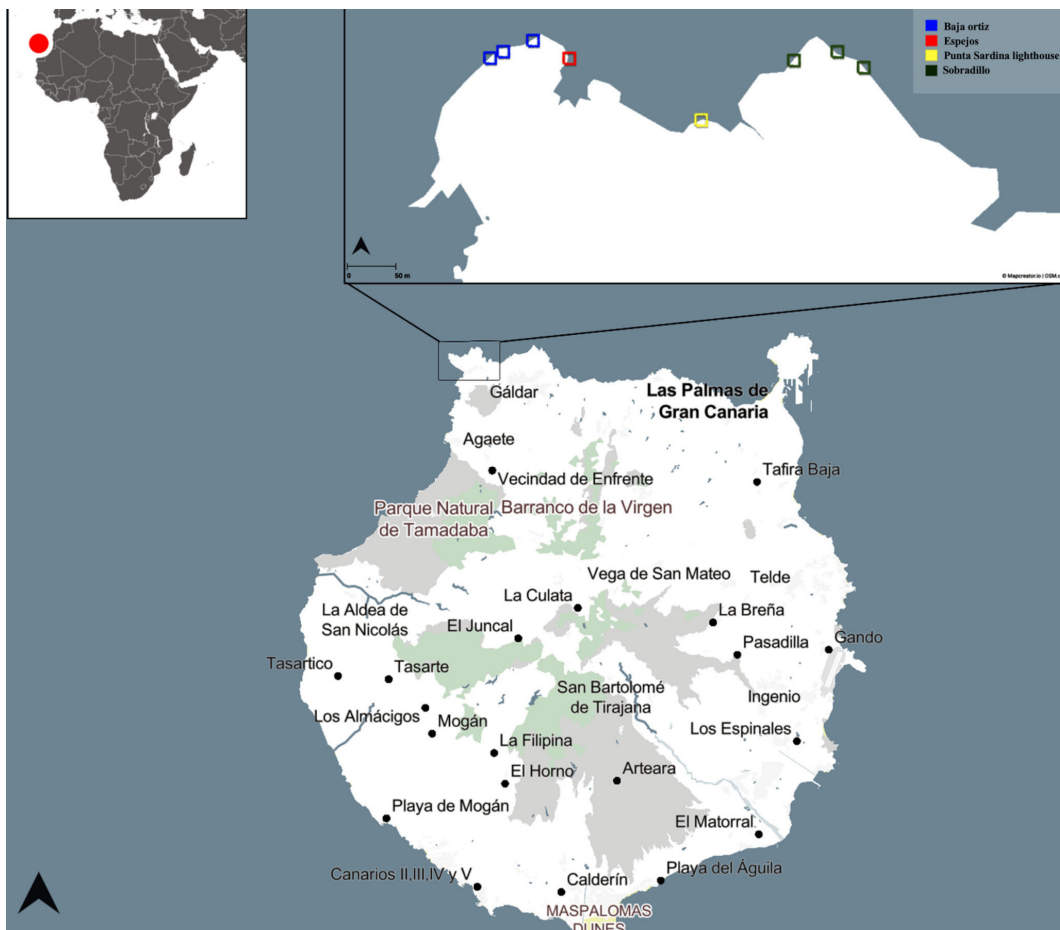 Baja ortiz
Espejos
Punta Sardina lighthouse
Sobradillo
0 50 m
© Mapcreator.io | OSM.
Gáldar
Las Palmas de
Gran Canaria
Agaete
Vecindad de Enfrente
Tafira Baja
Parque Natural
de Tamadaba
Barranco de la Virgen
Vega de San Mateo
Telde
La Culata
La Breña
La Aldea de
San Nicolás
El Juncal
Pasadilla
Gando
Tasartico
Tasarte
San Bartolomé
de Tirajana
Ingenio
Los Almácigos
Mogán
Los Espinales
La Filipina
El Horno
Arteara
Playa de Mogán
El Matorral
Canarios II,III,IV y V
Calderín
Playa del Águila
MASPALOMAS
DUNES